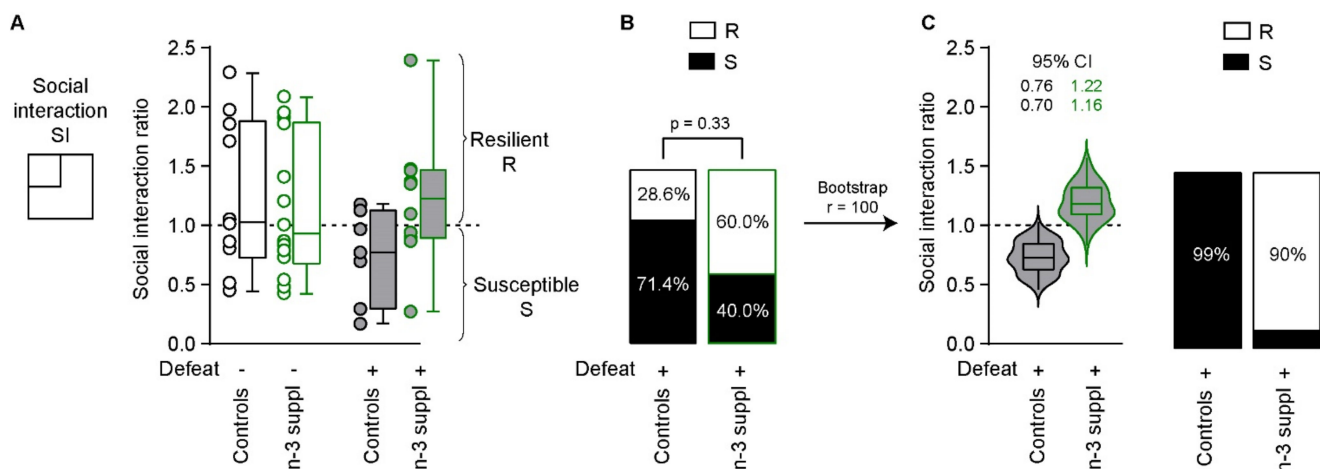 A
Social
interaction
SI
Social interaction ratio
2.5
2.0
1.5
1.0
0.5
0.0
Resilient
R
Susceptible
S
Defeat - - + +
Controls
n-3 suppl
Controls
n-3 suppl
B
R
S
p = 0.33
28.6%
71.4%
60.0%
40.0%
Defeat + +
Controls
n-3 suppl
Bootstrap
r = 100
C
Social interaction ratio
2.5
2.0
1.5
1.0
0.5
0.0
95% CI
0.76 1.22
0.70 1.16
Defeat + +
Controls
n-3 suppl
R
S
99%
90%
Controls +
n-3 suppl +